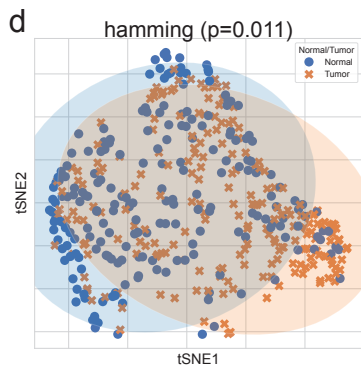 d
hamming (p=0.011)
Normal/Tumor
Normal
Tumor
tSNE2
tSNE1